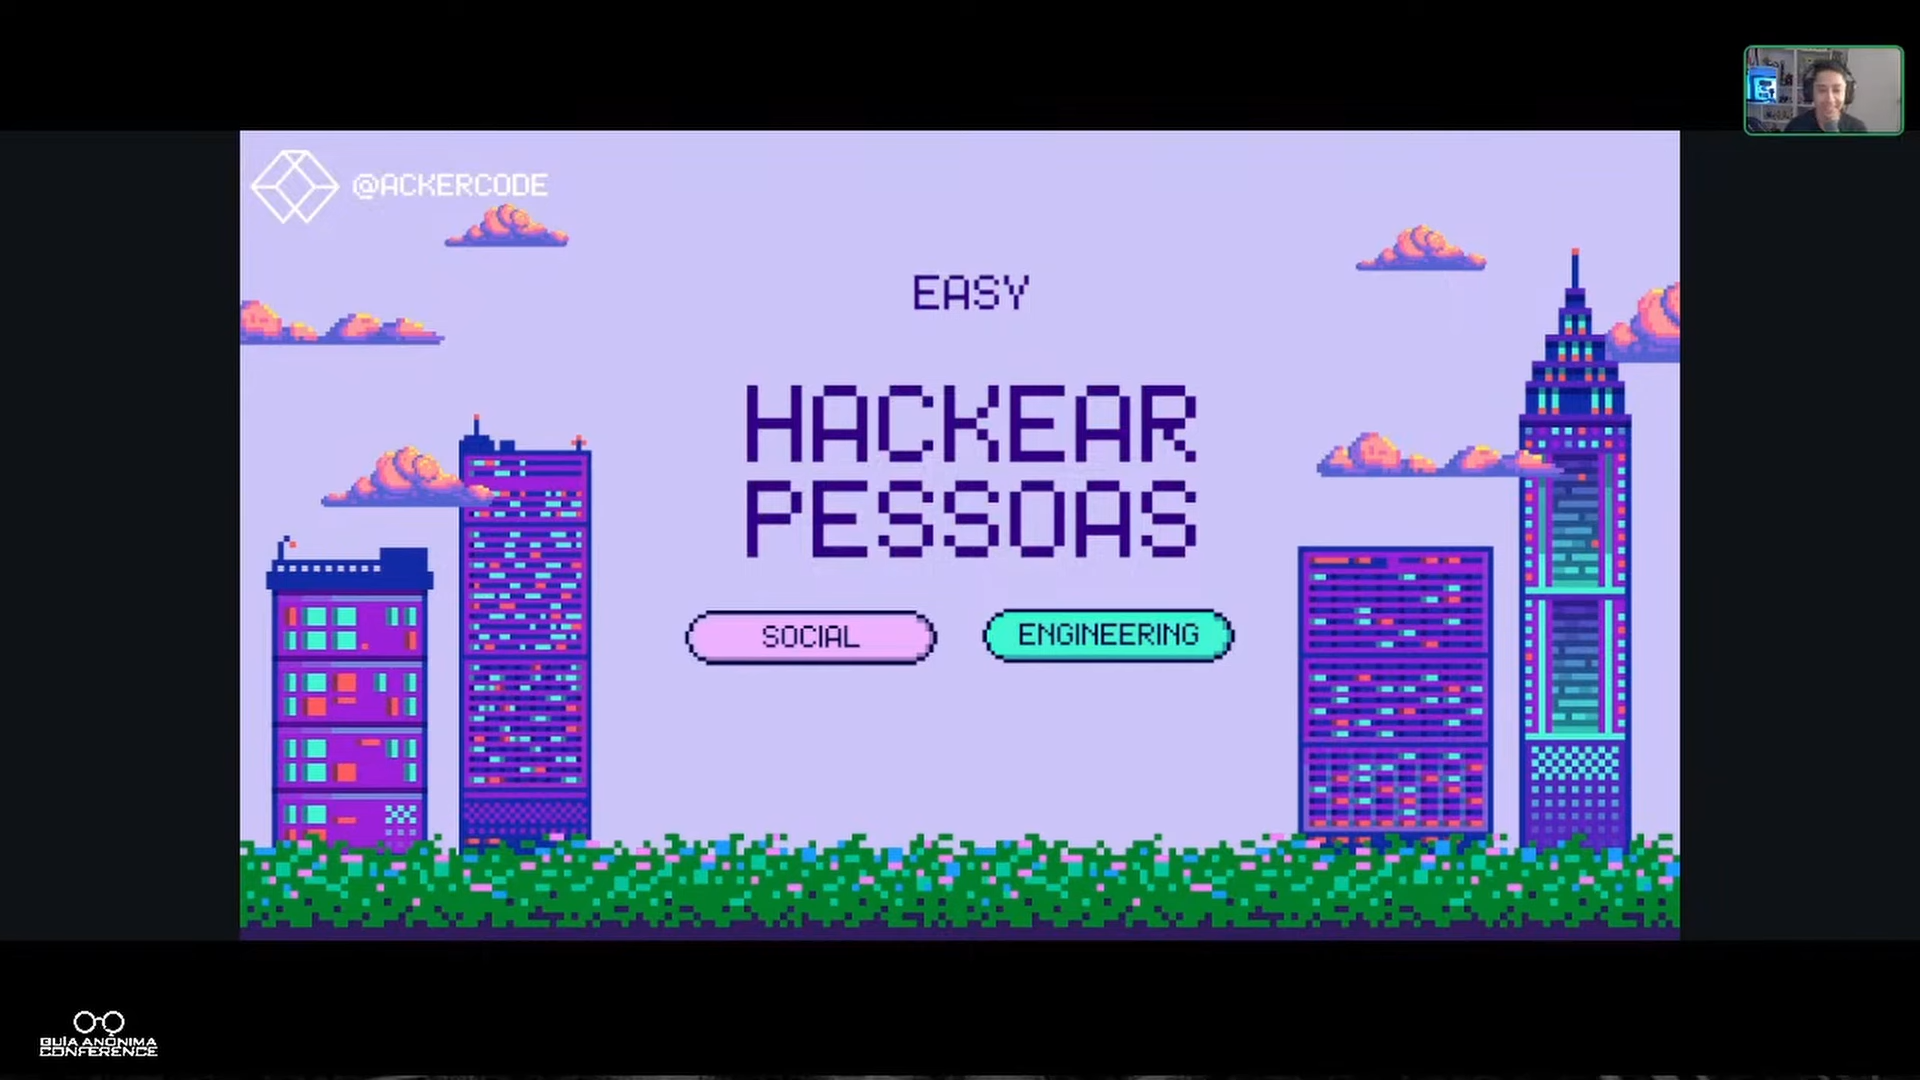 @ACKERCODE
EASY
HACKEAR
PESSOAS
SOCIAL
ENGINEERING
GUIA ANÔNIMA
CONFERENCE